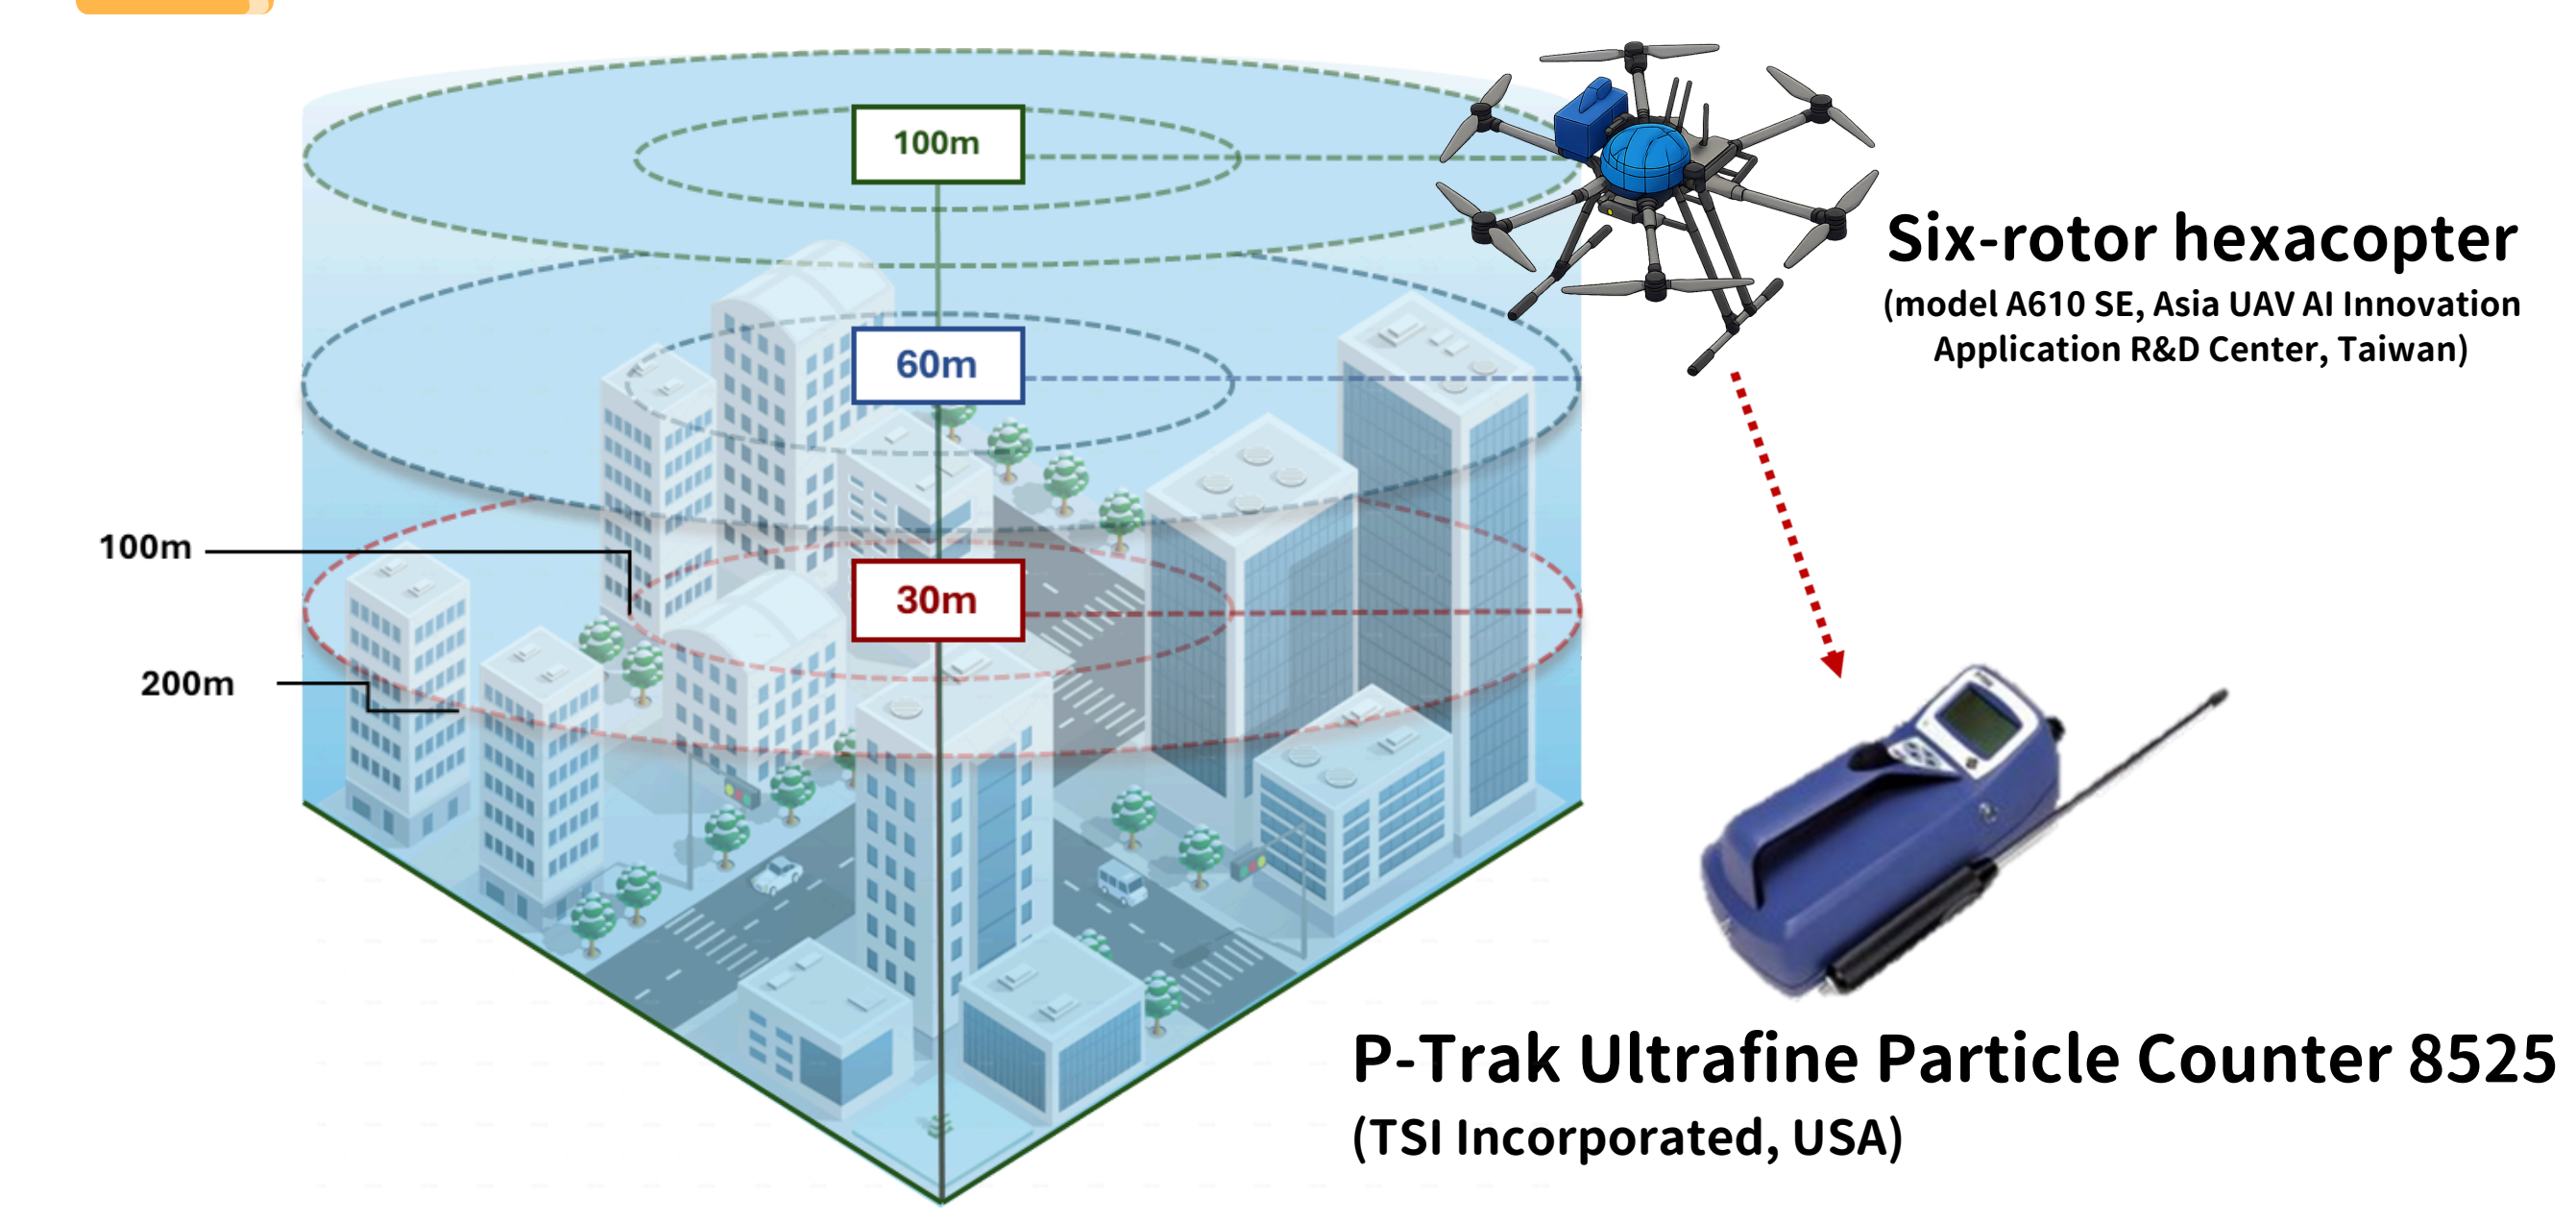 100m
60m
30m
100m
200m
Six-rotor hexacopter
(model A610 SE, Asia UAV AI Innovation
Application R&D Center, Taiwan)
P-Trak Ultrafine Particle Counter 8525
(TSI Incorporated, USA)